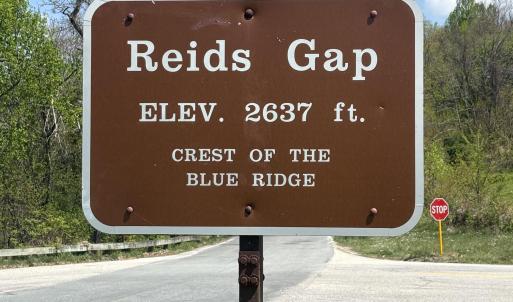 Reids Gap
ELEV. 2637 ft.
CREST OF THE
BLUE RIDGE
STOP